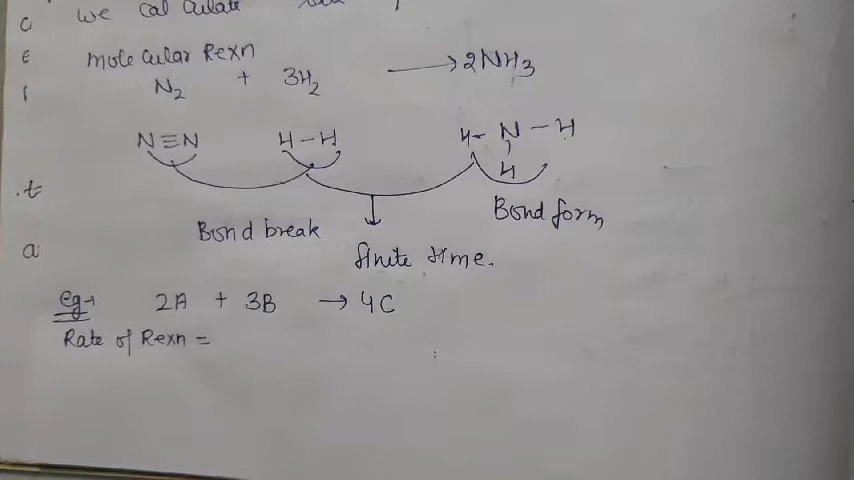 we calculate
molecular Rexn
N2 + 3H2 → 2NH3
N≡N H-H H-N-H
H
Bond break Bond form
finite time.
eg→ 2A + 3B → 4C
Rate of Rexn =